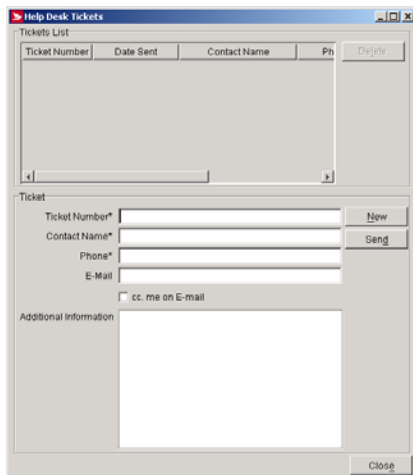 Help Desk Tickets
Tickets List
Ticket Number Date Sent Contact Name Ph
Delete
Ticket
Ticket Number*
New
Contact Name*
Send
Phone*
E-Mail
cc. me on E-mail
Additional Information
Close